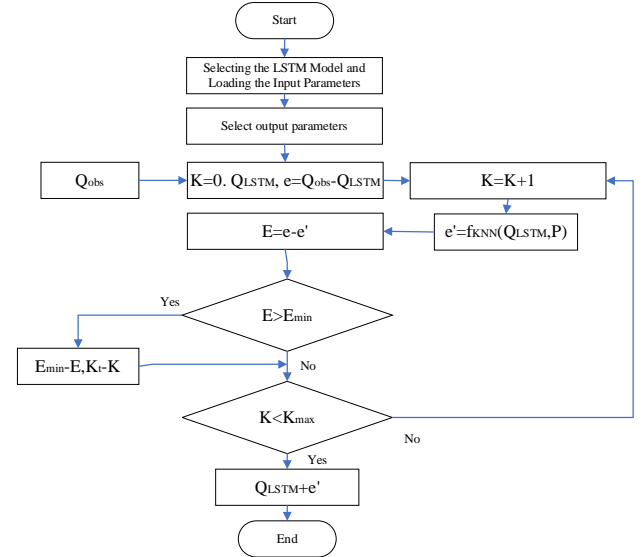 Start
Selecting the LSTM Model and
Loading the Input Parameters
Select output parameters
Qobs
K=0. QLSTM, e=Qobs-QLSTM
K=K+1
E=e-e'
e'=fKNN(QLSTM,P)
Yes
E>Emin
Emin-E,Kt-K
No
K<Kmax
No
Yes
QLSTM+e'
End